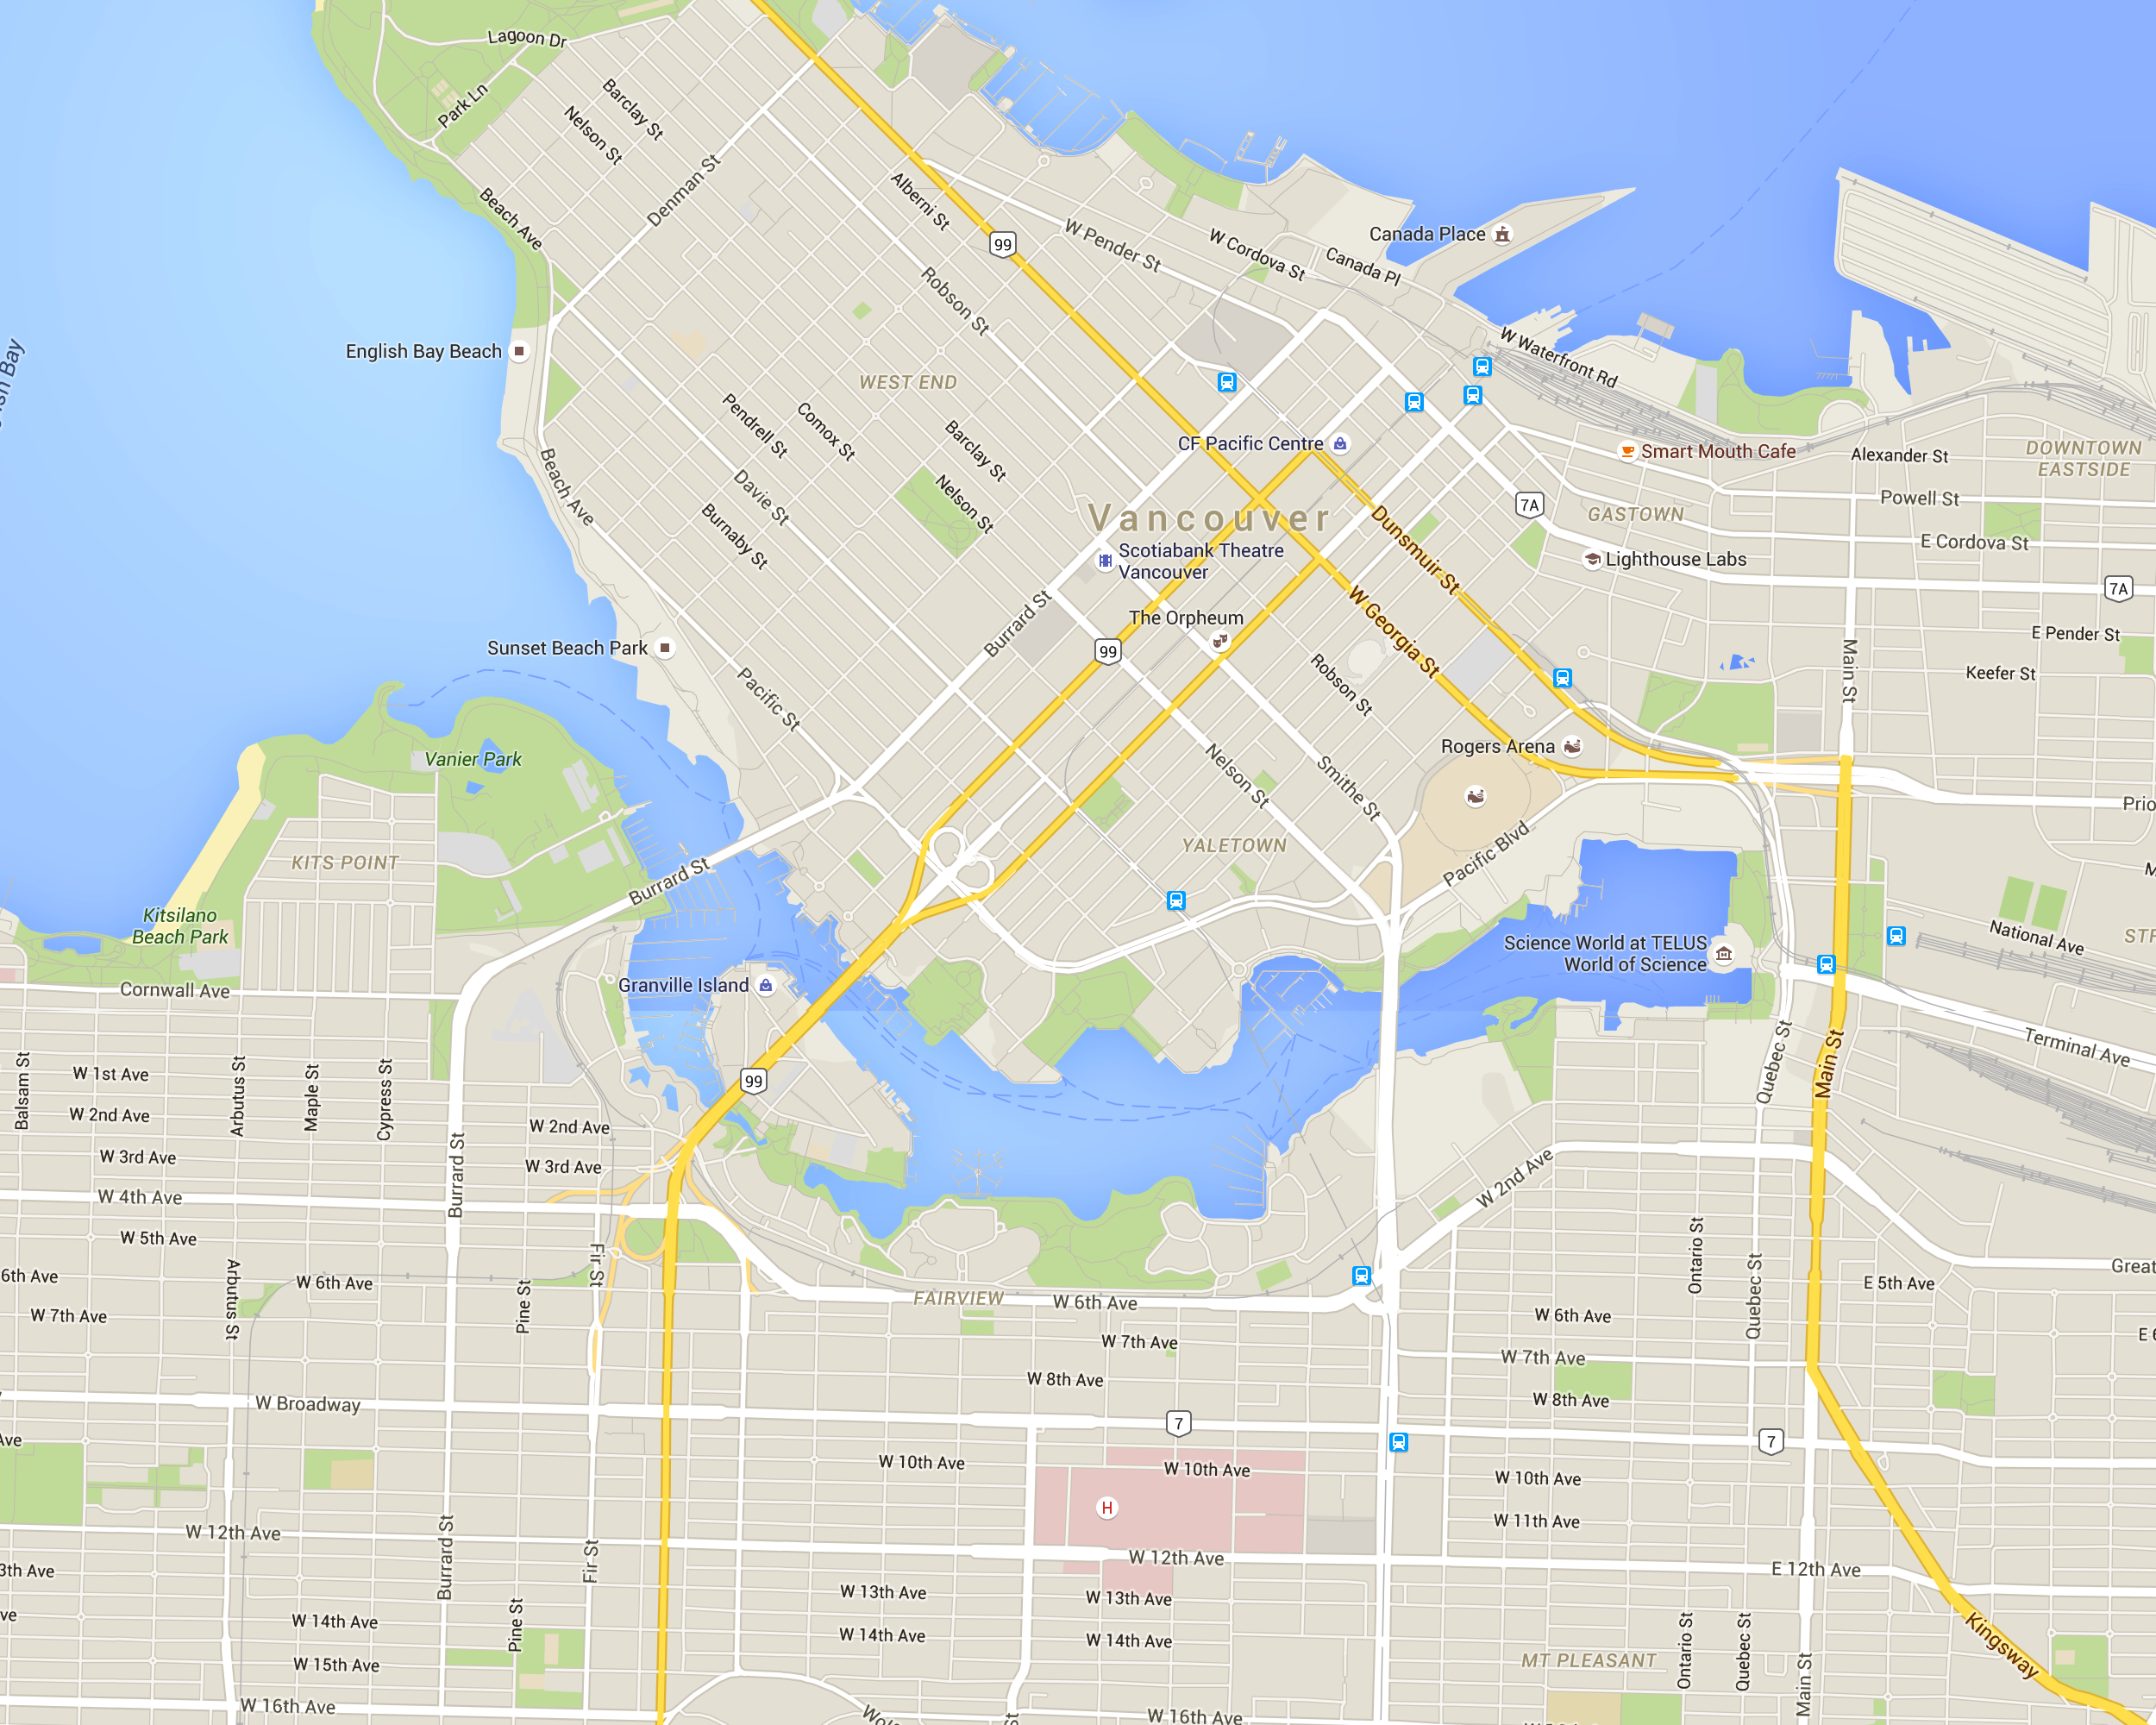 Lagoon Dr
Park Ln
Barclay St
Nelson St
Denman St
Beach Ave
Alberni St
99
W Pender St
W Cordova St
Canada Pl
Canada Place
Robson St
W Waterfront Rd
English Bay Beach
WEST END
Pendrell St
Comox St
Barclay St
Nelson St
Davie St
Burnaby St
Beach Ave
CF Pacific Centre
Smart Mouth Cafe
Alexander St
DOWNTOWN
EASTSIDE
Powell St
7A
GASTOWN
E Cordova St
Vancouver
Dunsmuir St
Scotiabank Theatre
Vancouver
Lighthouse Labs
7A
Burrard St
The Orpheum
W Georgia St
E Pender St
Main St
Keefer St
99
Sunset Beach Park
Robson St
Pacific St
Vanier Park
Rogers Arena
Nelson St
Smithe St
Prio
KITS POINT
YALETOWN
Pacific Blvd
Burrard St
Kitsilano
Beach Park
National Ave
STR
Science World at TELUS
World of Science
Granville Island
Cornwall Ave
Terminal Ave
Quebec St
Main St
Balsam St
W 1st Ave
Arbutus St
Maple St
Cypress St
99
W 2nd Ave
W 2nd Ave
W 3rd Ave
W 3rd Ave
Burrard St
W 4th Ave
W 2nd Ave
W 5th Ave
Fir St
Ontario St
Quebec St
Great
6th Ave
W 6th Ave
Arbutus St
Pine St
FAIRVIEW
W 6th Ave
E 5th Ave
W 7th Ave
W 6th Ave
W 7th Ave
E 6
W 7th Ave
W 8th Ave
W 8th Ave
W Broadway
7
7
W 10th Ave
W 10th Ave
W 10th Ave
H
W 11th Ave
W 12th Ave
Burrard St
Fir St
W 12th Ave
E 12th Ave
3th Ave
W 13th Ave
W 13th Ave
W 14th Ave
Pine St
W 14th Ave
W 14th Ave
Ontario St
Quebec St
Kingsway
W 15th Ave
MT PLEASANT
Main St
W 16th Ave
W 16th Ave